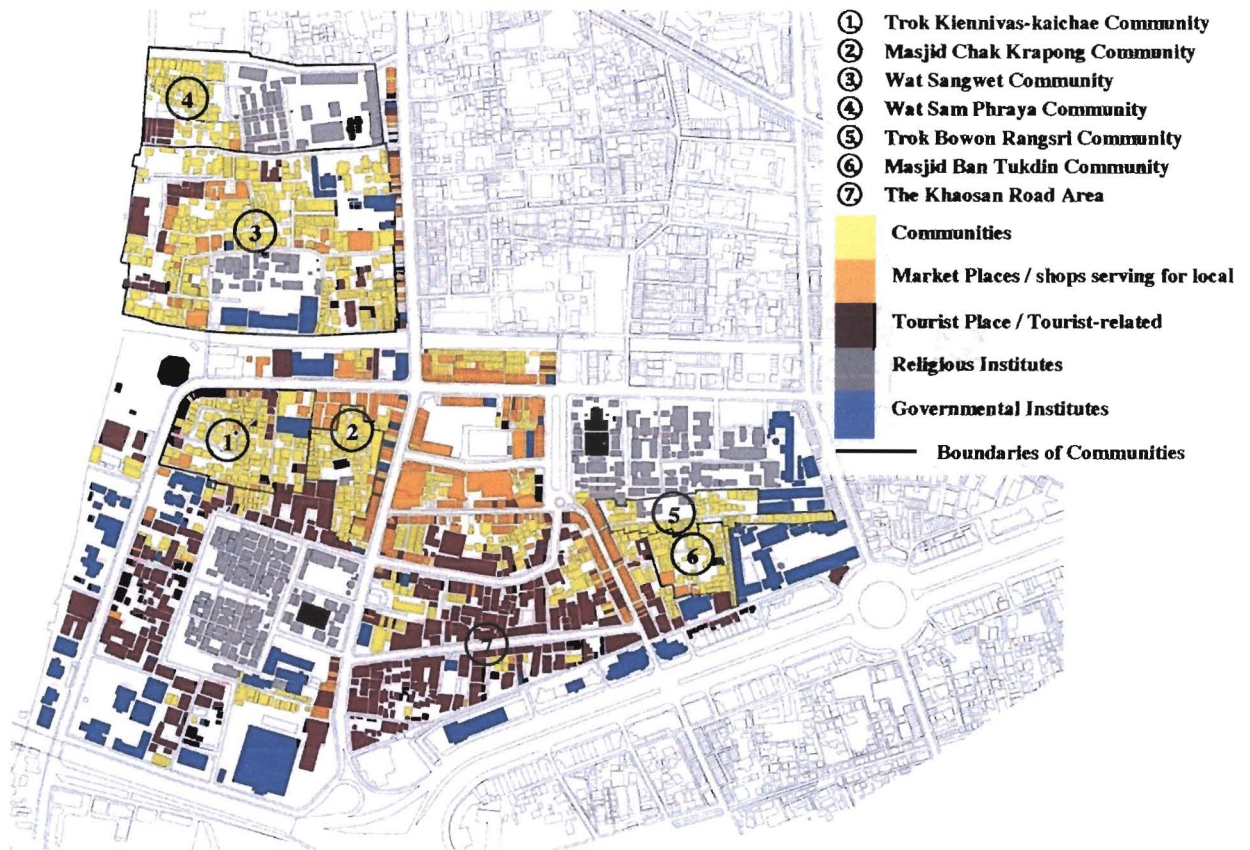 ① Trok Kiennivas-kaichae Community
② Masjid Chak Krapong Community
③ Wat Sangwet Community
④ Wat Sam Phraya Community
⑤ Trok Bowon Rangsri Community
⑥ Masjid Ban Tukdin Community
⑦ The Khaosan Road Area
Communities
Market Places / shops serving for local
Tourist Place / Tourist-related
Religious Institutes
Governmental Institutes
Boundaries of Communities
4
3
1
2
5
6
7